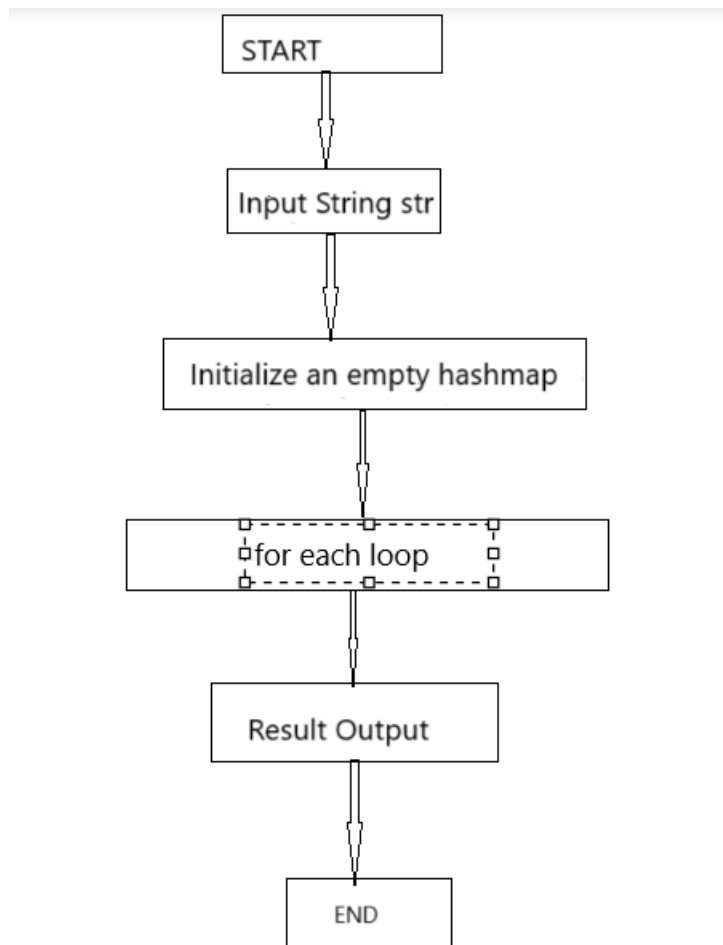 START
Input String str
Initialize an empty hashmap
for each loop
Result Output
END